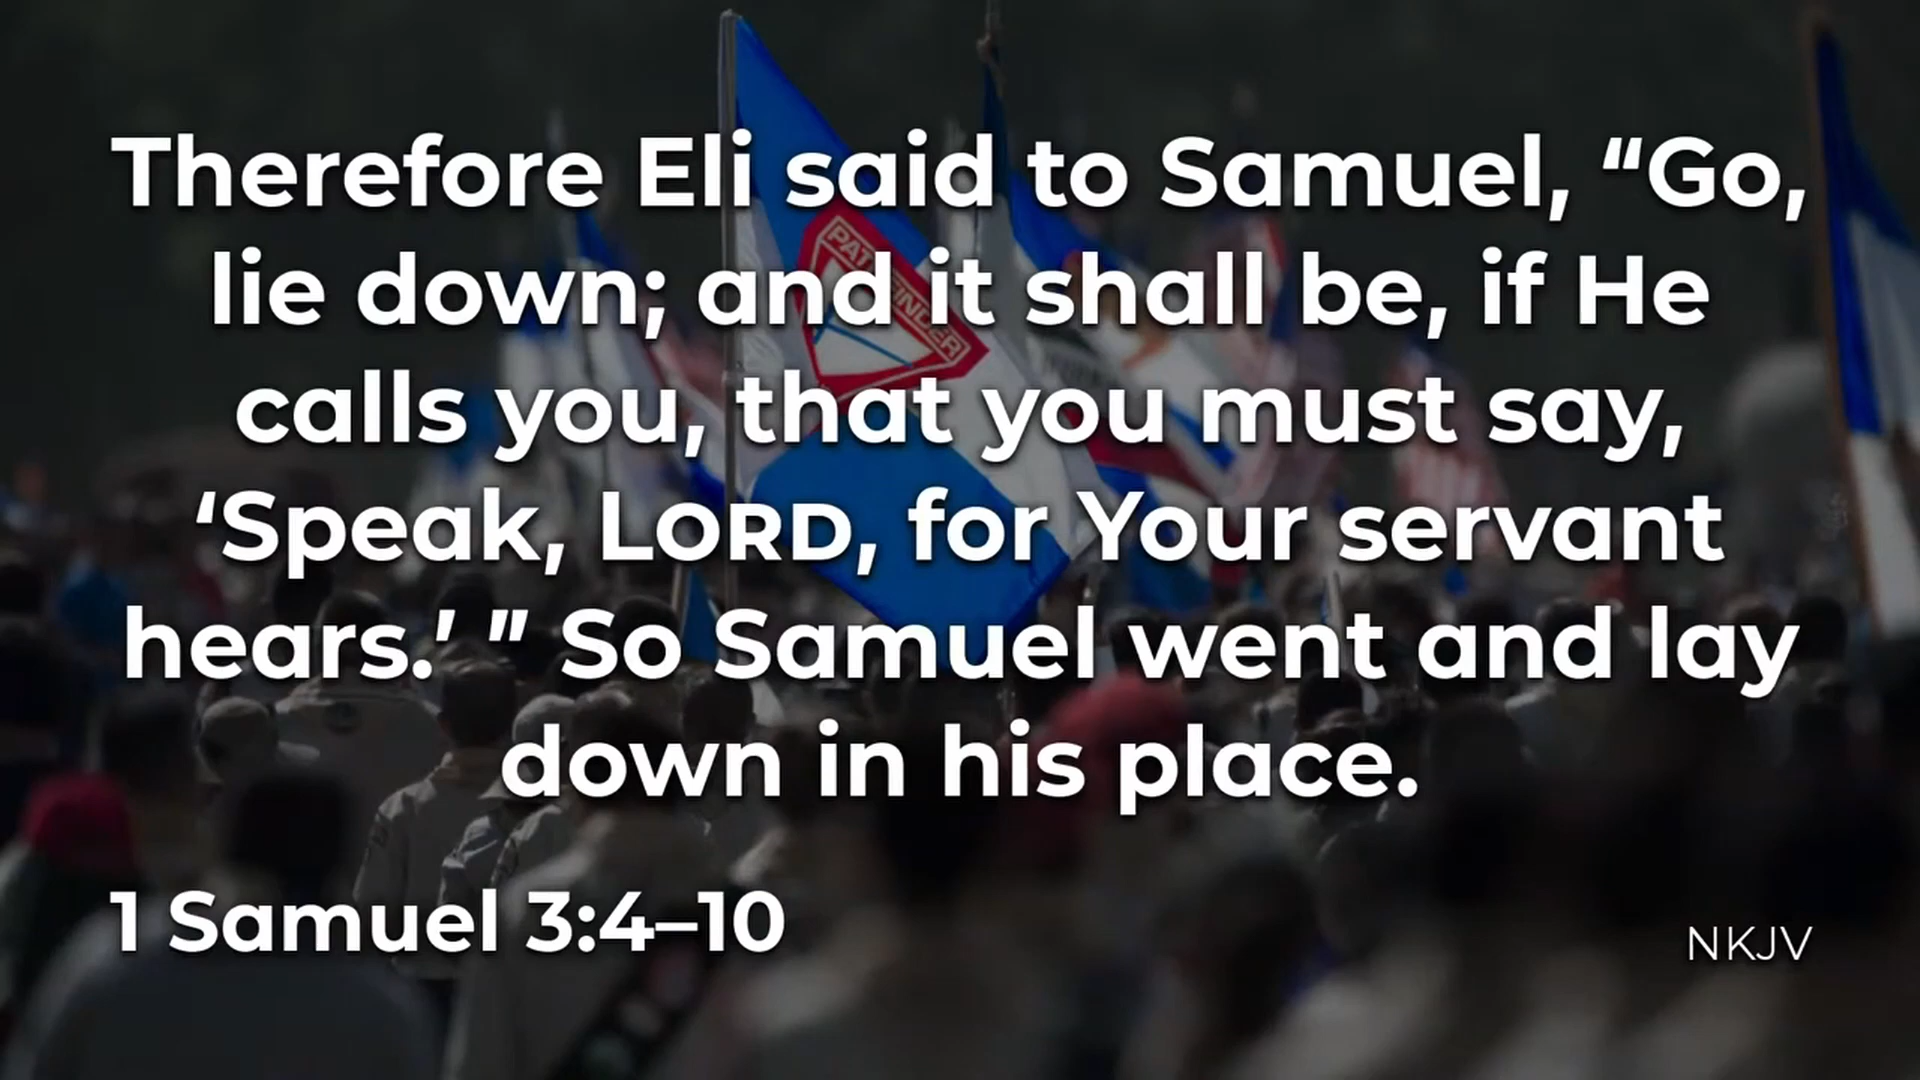 Therefore Eli said to Samuel, “Go,
lie down; and it shall be, if He
calls you, that you must say,
‘Speak, LORD, for Your servant
hears.’ ” So Samuel went and lay
down in his place.
1 Samuel 3:4–10
NKJV